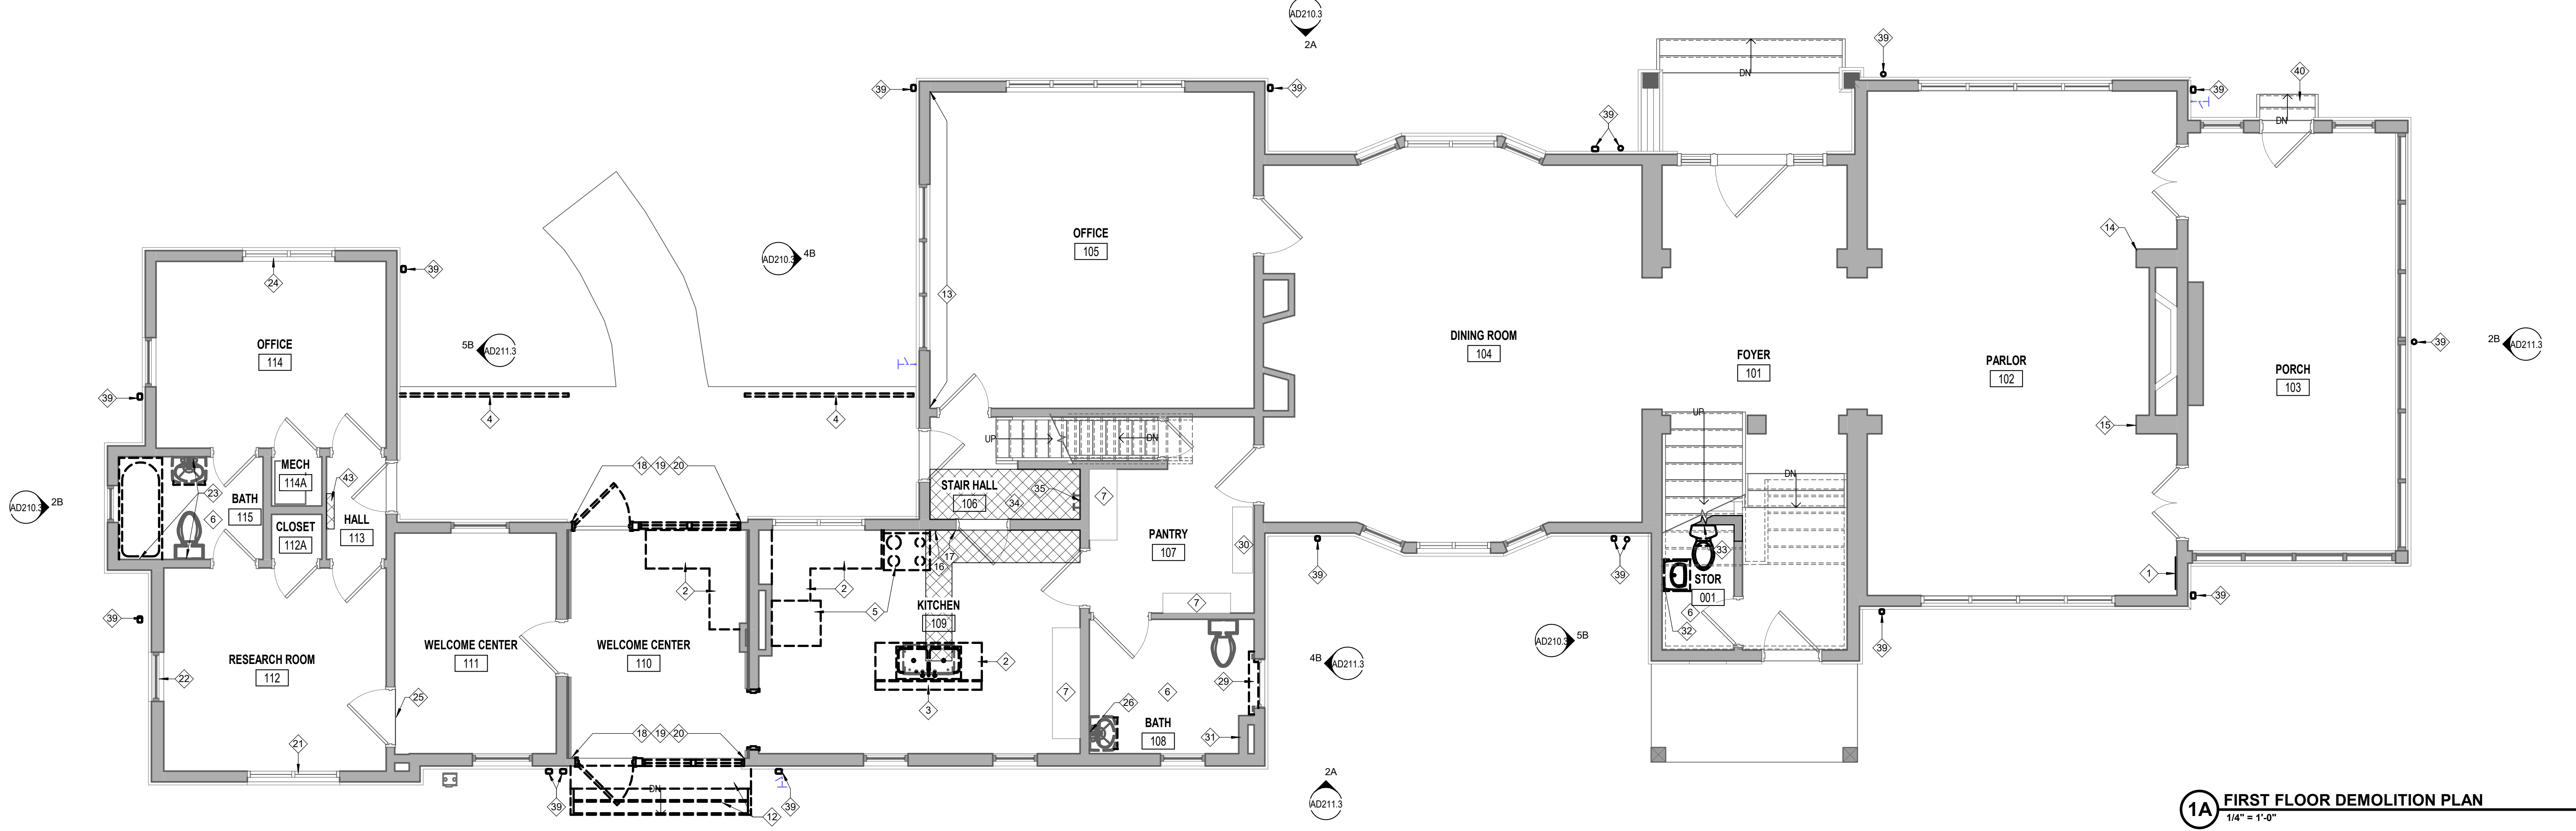 AD210.3
2A
39
40
39
39
39
DN
39
DN
OFFICE
105
14
39
AD210.3
4B
24
13
OFFICE
114
5B
AD211.3
DINING ROOM
104
FOYER
101
PARLOR
102
PORCH
103
39
2B
AD211.3
39
4
4
UP
15
UP
DN
18 19 20
MECH
114A
43
DN
STAIR HALL
106
34
35
7
23
BATH
115
6
AD210.3
2B
CLOSET
112A
HALL
113
PANTRY
107
30
17
16
33
39
39
2
2
5
KITCHEN
109
7
STOR
001
6
32
1
39
39
39
WELCOME CENTER
111
WELCOME CENTER
110
RESEARCH ROOM
112
22
25
2
3
7
6
29
26
BATH
108
31
4B
AD211.3
AD210.3
5B
39
21
18 19 20
39
DN
12
39
2A
AD211.3
1A
FIRST FLOOR DEMOLITION PLAN
1/4" = 1'-0"